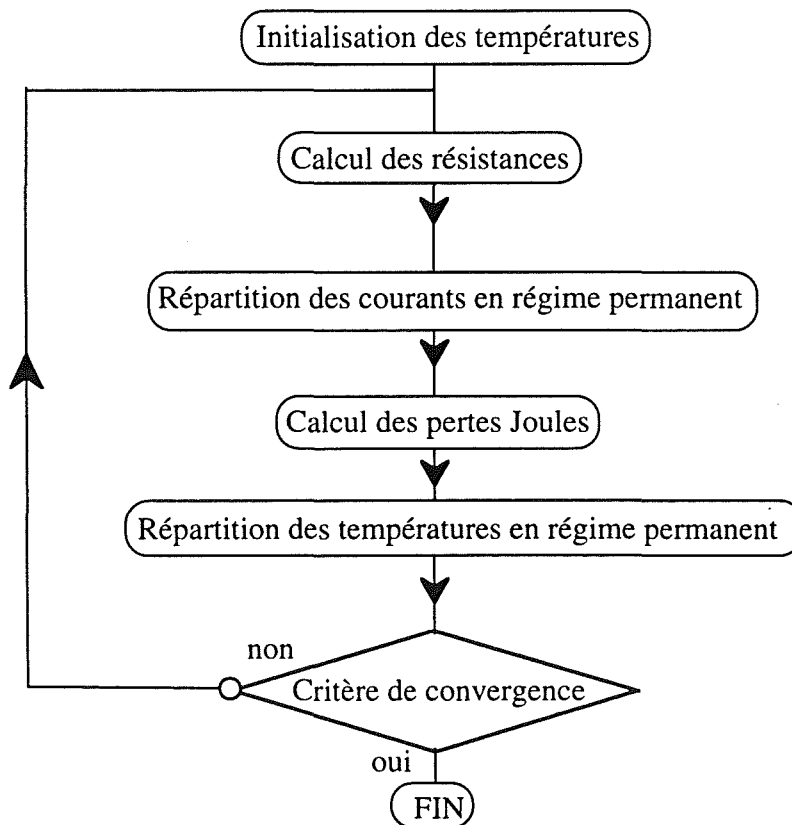 Initialisation des températures
Calcul des résistances
Répartition des courants en régime permanent
Calcul des pertes Joules
Répartition des températures en régime permanent
non
Critère de convergence
oui
FIN